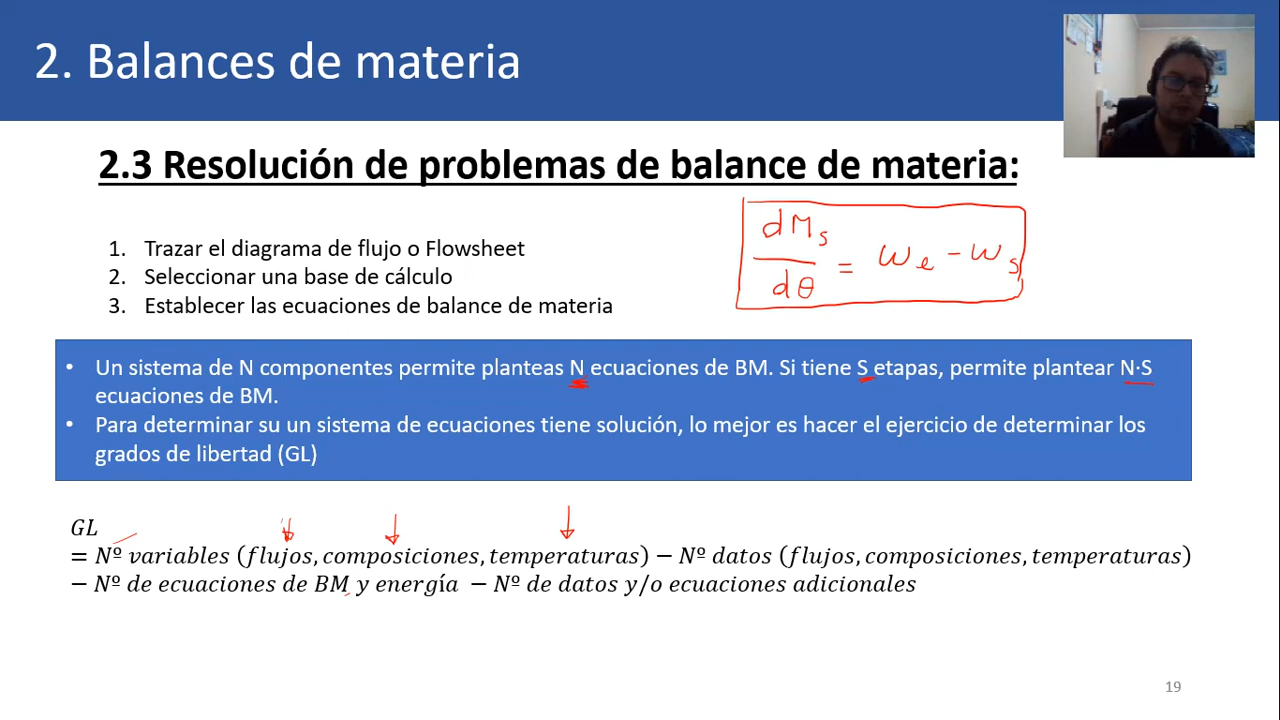 2. Balances de materia
2.3 Resolución de problemas de balance de materia:
dMs
dθ
= ωe - ωs
1. Trazar el diagrama de flujo o Flowsheet
2. Seleccionar una base de cálculo
3. Establecer las ecuaciones de balance de materia
• Un sistema de N componentes permite planteas N ecuaciones de BM. Si tiene S etapas, permite plantear N·S
ecuaciones de BM.
• Para determinar su un sistema de ecuaciones tiene solución, lo mejor es hacer el ejercicio de determinar los
grados de libertad (GL)
GL
= Nº variables (flujos, composiciones, temperaturas) − Nº datos (flujos, composiciones, temperaturas)
− Nº de ecuaciones de BM y energía − Nº de datos y/o ecuaciones adicionales
19